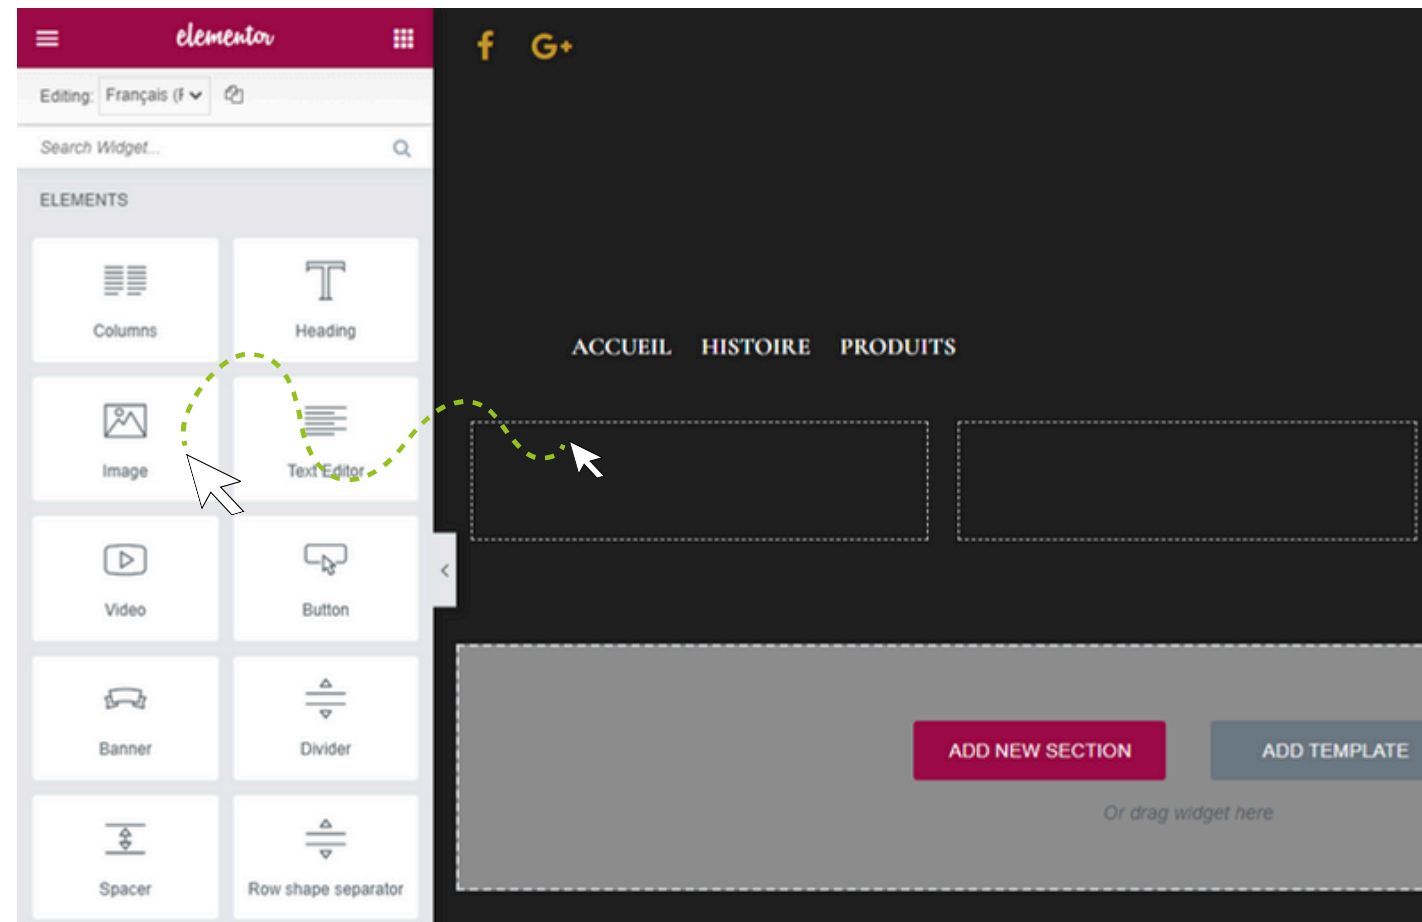 elementor
Editing: Français (F
Search Widget...
ELEMENTS
Columns
Heading
Image
Text Editor
Video
Button
Banner
Divider
Spacer
Row shape separator
f G+
ACCUEIL HISTOIRE PRODUITS
ADD NEW SECTION
ADD TEMPLATE
Or drag widget here